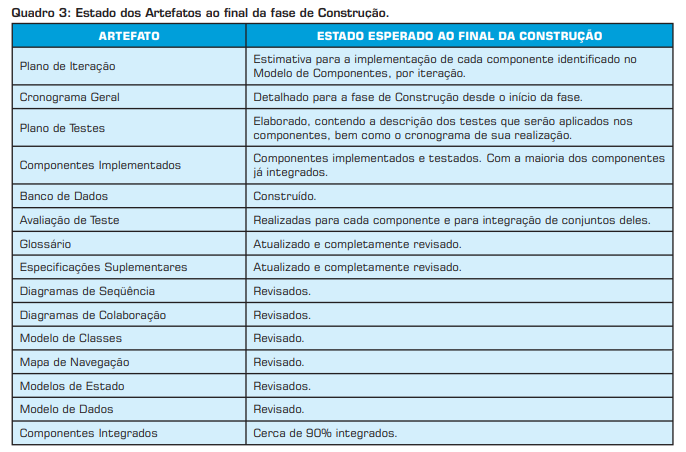 Quadro 3: Estado dos Artefatos ao final da fase de Construção.
ARTEFATO ESTADO ESPERADO AO FINAL DA CONSTRUÇÃO
Plano de Iteração Estimativa para a implementação de cada componente identificado no
Modelo de Componentes, por iteração.
Cronograma Geral Detalhado para a fase de Construção desde o início da fase.
Plano de Testes Elaborado, contendo a descrição dos testes que serão aplicados nos
componentes, bem como o cronograma de sua realização.
Componentes Implementados Componentes implementados e testados. Com a maioria dos componentes
já integrados.
Banco de Dados Construído.
Avaliação de Teste Realizadas para cada componente e para integração de conjuntos deles.
Glossário Atualizado e completamente revisado.
Especificações Suplementares Atualizado e completamente revisado.
Diagramas de Seqüência Revisados.
Diagramas de Colaboração Revisados.
Modelo de Classes Revisado.
Mapa de Navegação Revisado.
Modelos de Estado Revisados.
Modelo de Dados Revisado.
Componentes Integrados Cerca de 90% integrados.